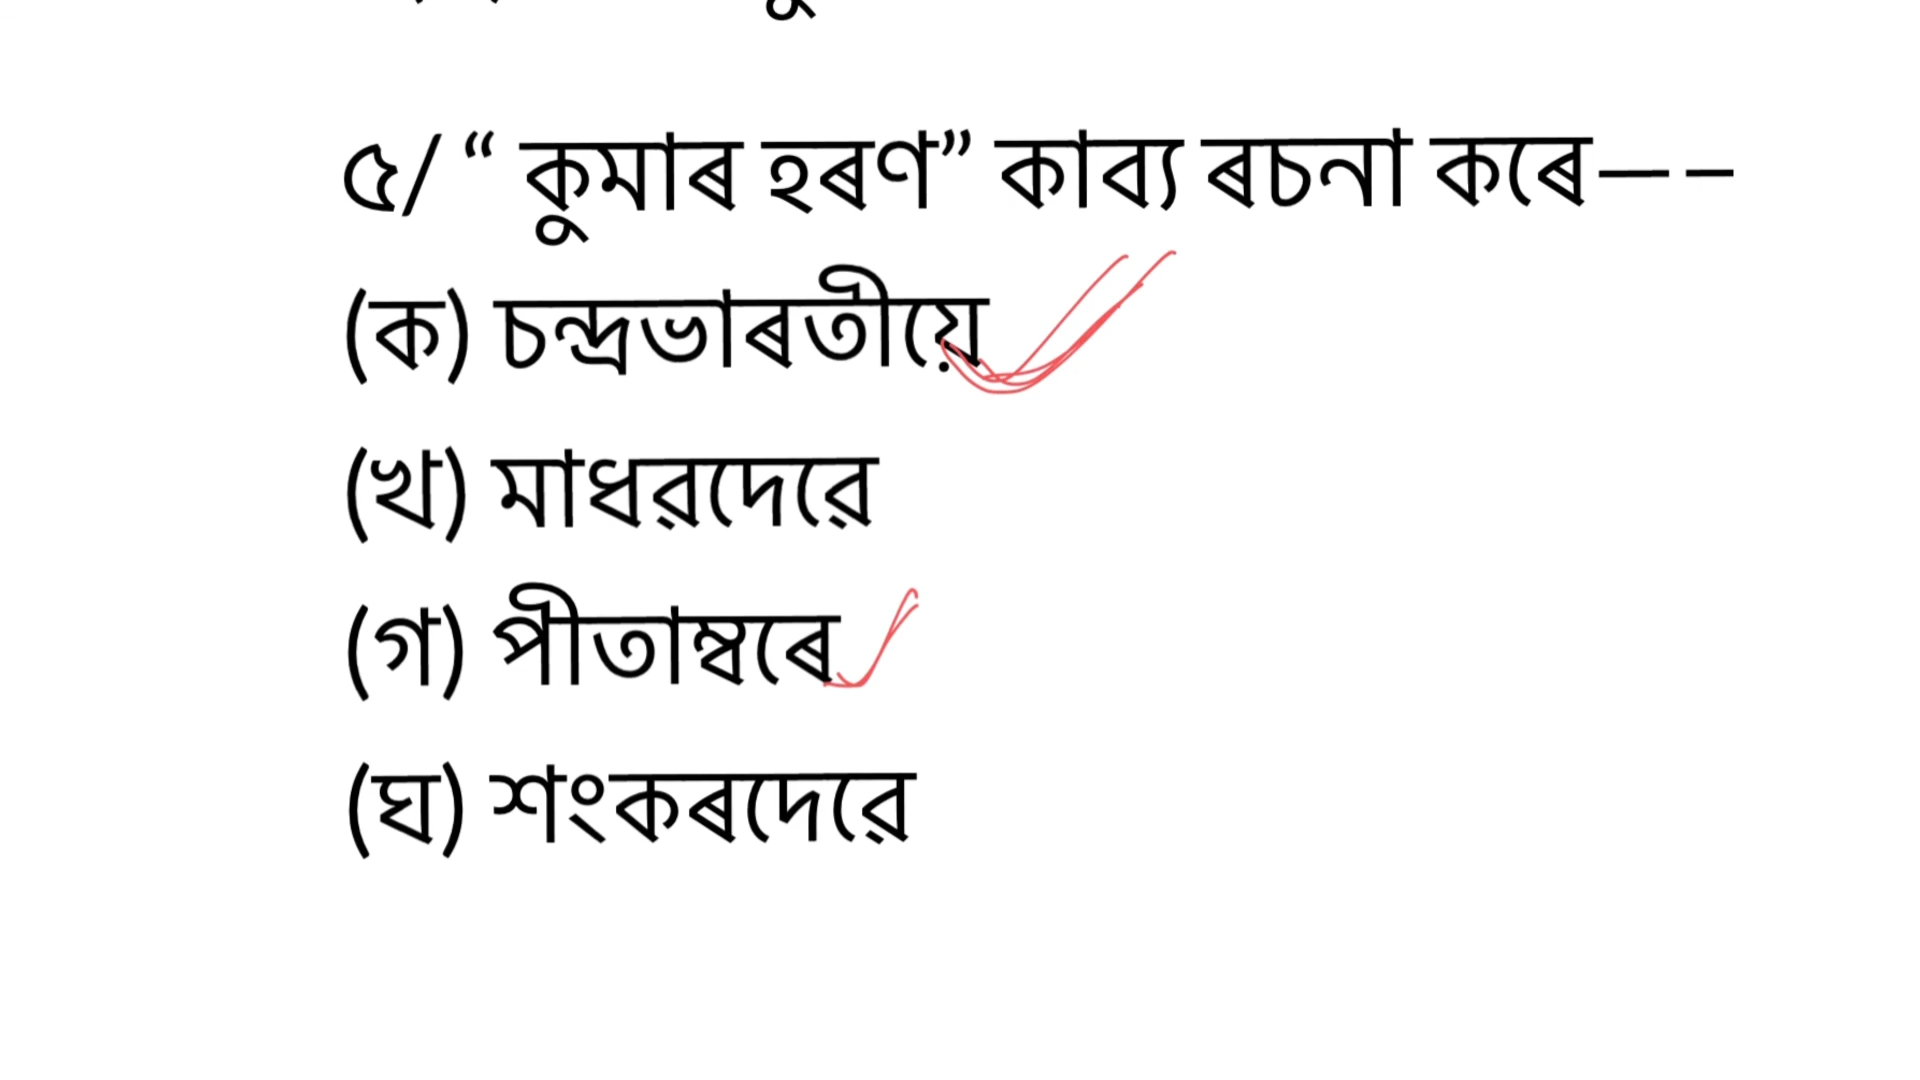 ৫/ “ কুমাৰ হৰণ” কাব্য ৰচনা কৰে— –
(ক) চন্দ্ৰভাৰতীয়ে
(খ) মাধৱদেৱে
(গ) পীতাম্বৰে
(ঘ) শংকৰদেৱে